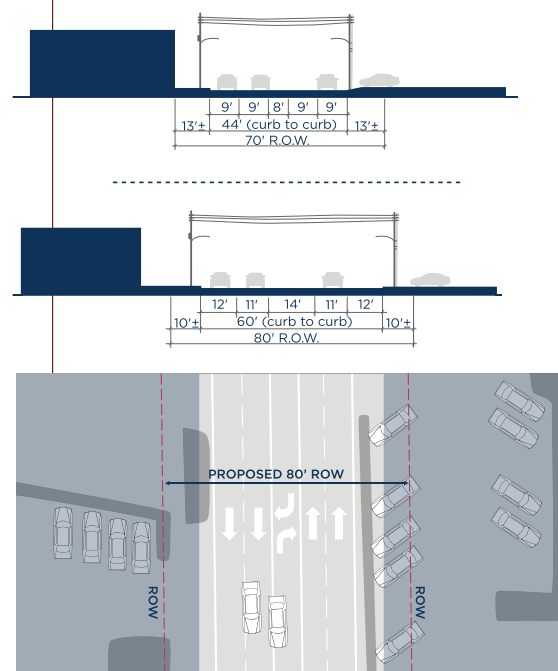 9' 9' 8' 9' 9'
13'± 44' (curb to curb) 13'±
70' R.O.W.
12' 11' 14' 11' 12'
10'± 60' (curb to curb) 10'±
80' R.O.W.
PROPOSED 80' ROW
ROW
ROW